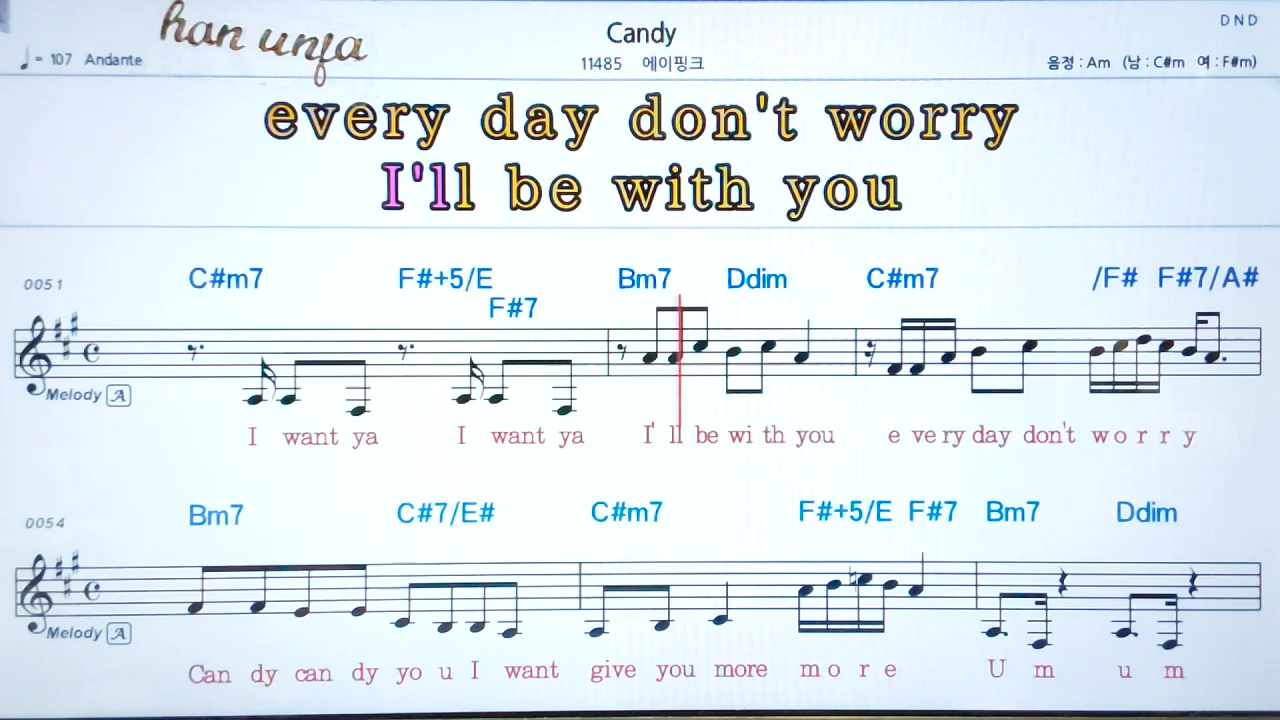 han unja
Candy
DND
♩= 107 Andante
11485 에이핑크
음정 : Am (남 : C#m 여 : F#m)
every day don't worry
I'll be with you
0051
C#m7 F#+5/E F#7 Bm7 Ddim C#m7 /F# F#7/A#
Melody A
I want ya I want ya I' ll be wi th you e ve ry day don't w o r r y
0054
Bm7 C#7/E# C#m7 F#+5/E F#7 Bm7 Ddim
Melody A
Can dy can dy yo u I want give you more m o r e U m u m